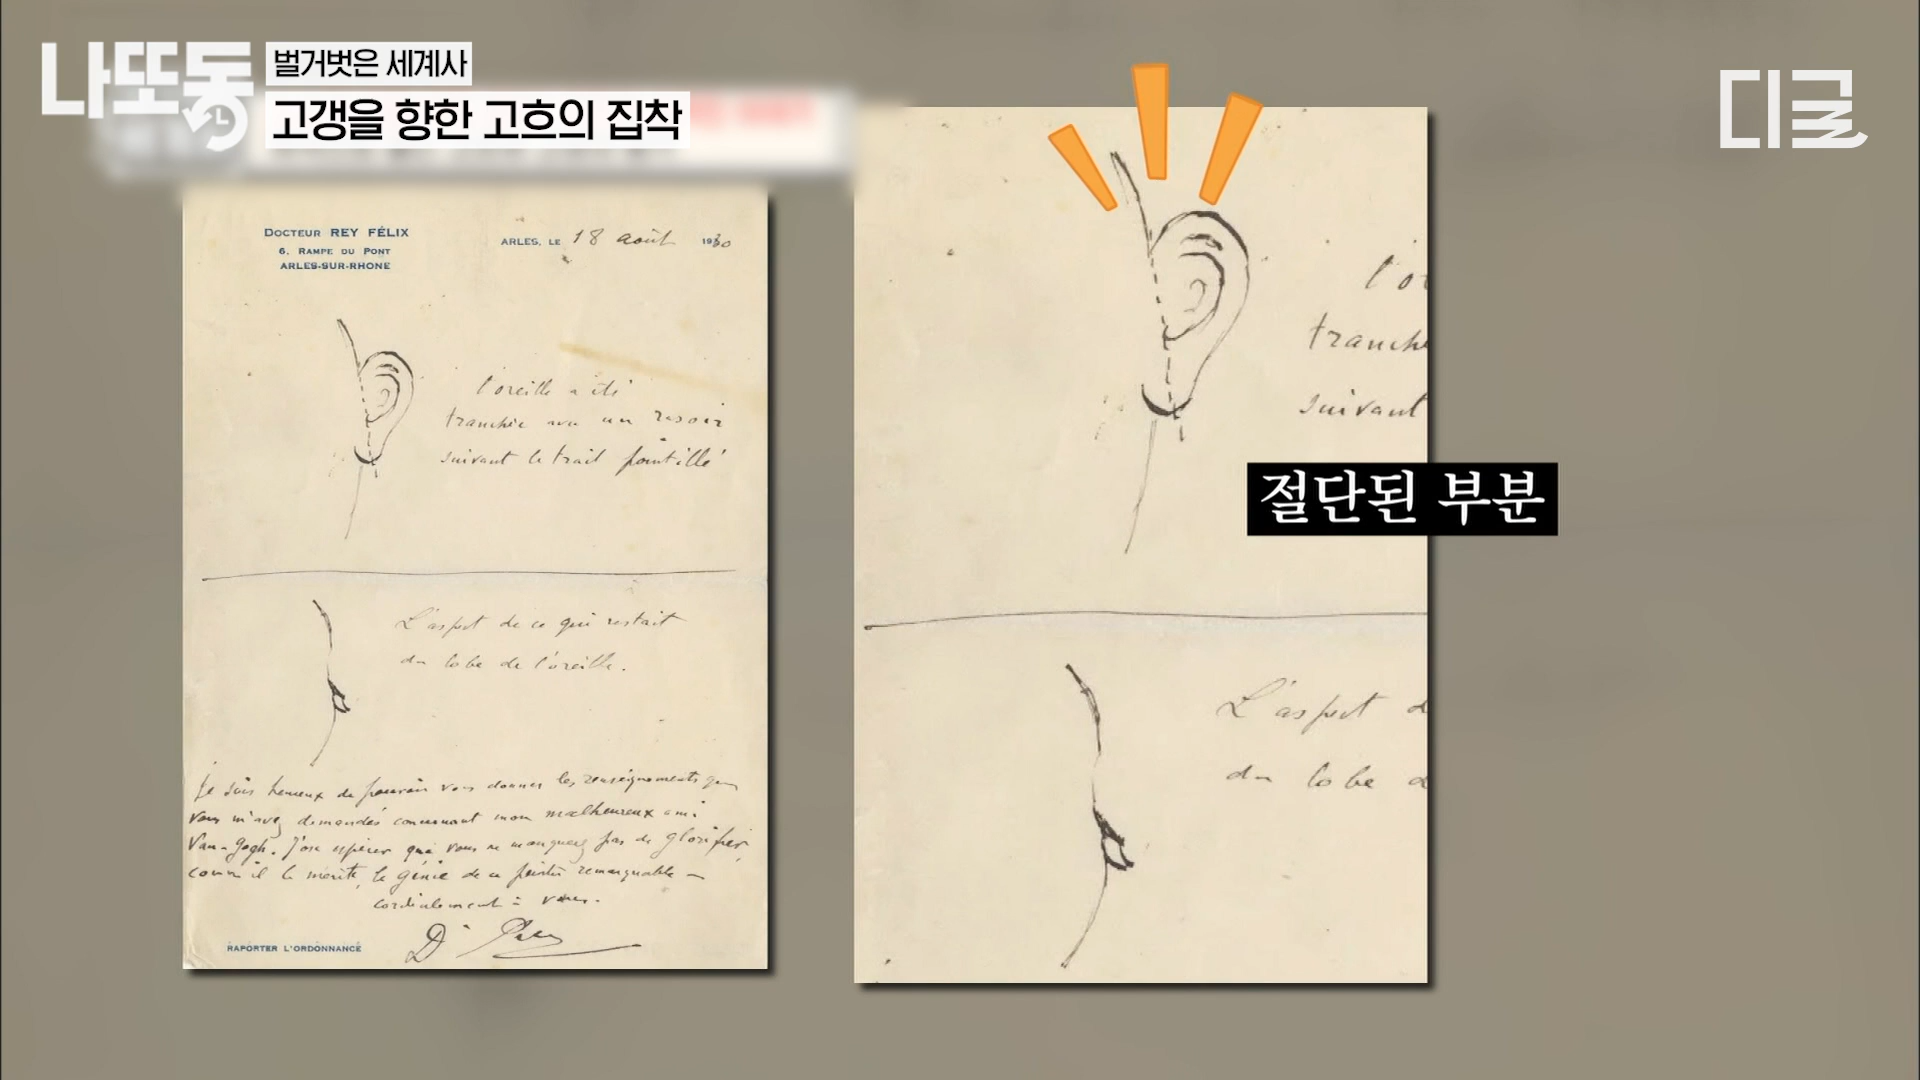 나또동
벌거벗은 세계사
고갱을 향한 고흐의 집착
디글
DOCTEUR REY FÉLIX
6, RAMPE DU PONT
ARLES-SUR-RHONE
ARLES, LE 18 août 1930
l'oreille a été
tranchée avec un rasoir
suivant le trait pointillé
L'aspect de ce qui restait
du lobe de l'oreille.
Je suis heureux de pouvoir vous donner les renseignements que
vous m'avez demandés concernant mon malheureux ami
Van-Gogh. J'ose espérer que vous ne manquerez pas de glorifier,
comme il le mérite, le génie de ce peintre remarquable
cordialement à vous.
Dr Rey
RAPORTER L'ORDONNANCE
tranché
suivant
절단된 부분
L'aspect d
du lobe d